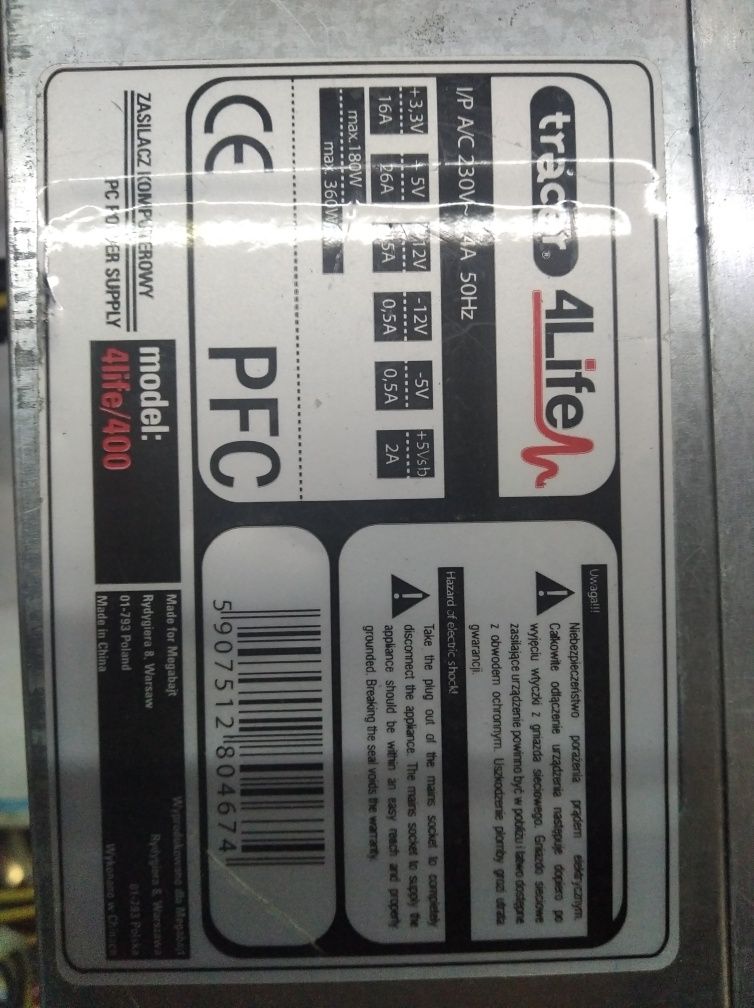 tracer®
4Life
I/P A/C 230V~ 4A 50Hz
+3,3V + 5V 12V -12V -5V +5Vsb
16A 26A 5A 0,5A 0,5A 2A
max.180W
max. 360W
CE PFC
ZASILACZ KOMPUTEROWY
PC POWER SUPPLY
model:
4life/400
Uwaga!!!
Niebezpieczeństwo porażenia prądem elektrycznym.
Całkowite odłączenie urządzenia następuje dopiero po
wyjęciu wtyczki z gniazda sieciowego. Gniazdo sieciowe
zasilające urządzenie powinno być w pobliżu i łatwo dostępne
z obwodem ochronnym. Uszkodzenie plomby grozi utratą
gwarancji.
Hazard of electric shock!
Take the plug out of the mains socket to completely
disconnect the appliance. The mains socket to supply the
appliance should be within an easy reach and properly
grounded. Breaking the seal voids the warranty.
5 907512 804674
Made for Megabajt
Rydygiera 8, Warsaw
01-793 Poland
Made in China
Wyprodukowano dla Megabajt
Rydygiera 8, Warszawa
01-793 Polska
Wykonano w Chinach